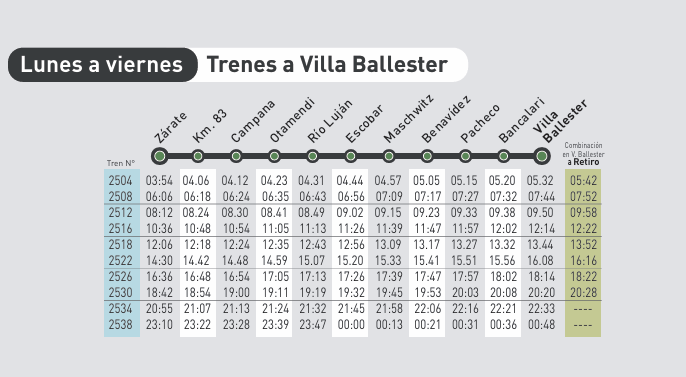 Lunes a viernes Trenes a Villa Ballester
Tren N° Zárate Km. 83 Campana Otamendi Río Luján Escobar Maschwitz Benavídez Pacheco Bancalari Villa Ballester Combinación en V. Ballester a Retiro
2504 03:54 04.06 04.12 04.23 04.31 04.44 04.57 05.05 05.15 05.20 05.32 05:42
2508 06:06 06:18 06:24 06:35 06:43 06:56 07:09 07:17 07:27 07:32 07:44 07:52
2512 08:12 08.24 08.30 08.41 08.49 09.02 09.15 09.23 09.33 09.38 09.50 09:58
2516 10:36 10:48 10:54 11:05 11:13 11:26 11:39 11:47 11:57 12:02 12:14 12:22
2518 12:06 12:18 12:24 12:35 12:43 12:56 13.09 13.17 13.27 13.32 13.44 13:52
2522 14:30 14.42 14.48 14.59 15.07 15.20 15.33 15.41 15.51 15.56 16.08 16:16
2526 16:36 16:48 16:54 17:05 17:13 17:26 17:39 17:47 17:57 18:02 18:14 18:22
2530 18:42 18:54 19:00 19:11 19:19 19:32 19:45 19:53 20:03 20:08 20:20 20:28
2534 20:55 21:07 21:13 21:24 21:32 21:45 21:58 22:06 22:16 22:21 22:33 ----
2538 23:10 23:22 23:28 23:39 23:47 00:00 00:13 00:21 00:31 00:36 00:48 ----